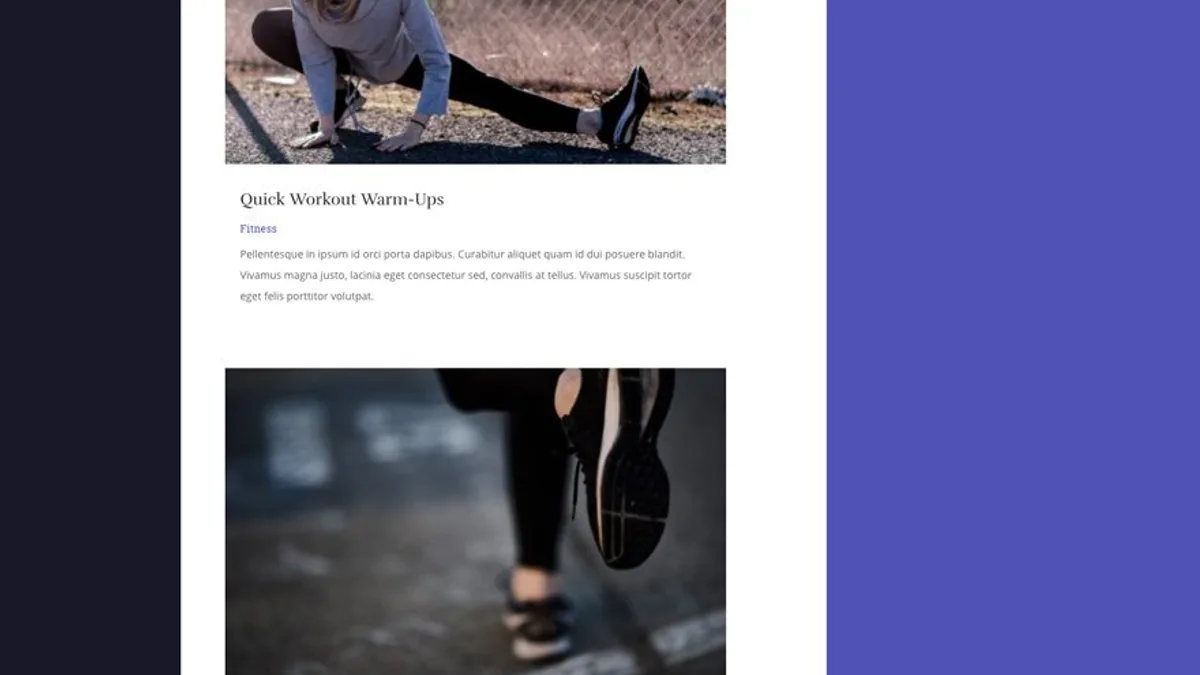 Quick Workout Warm-Ups
Fitness
Pellentesque in ipsum id orci porta dapibus. Curabitur aliquet quam id dui posuere blandit.
Vivamus magna justo, lacinia eget consectetur sed, convallis at tellus. Vivamus suscipit tortor
eget felis porttitor volutpat.